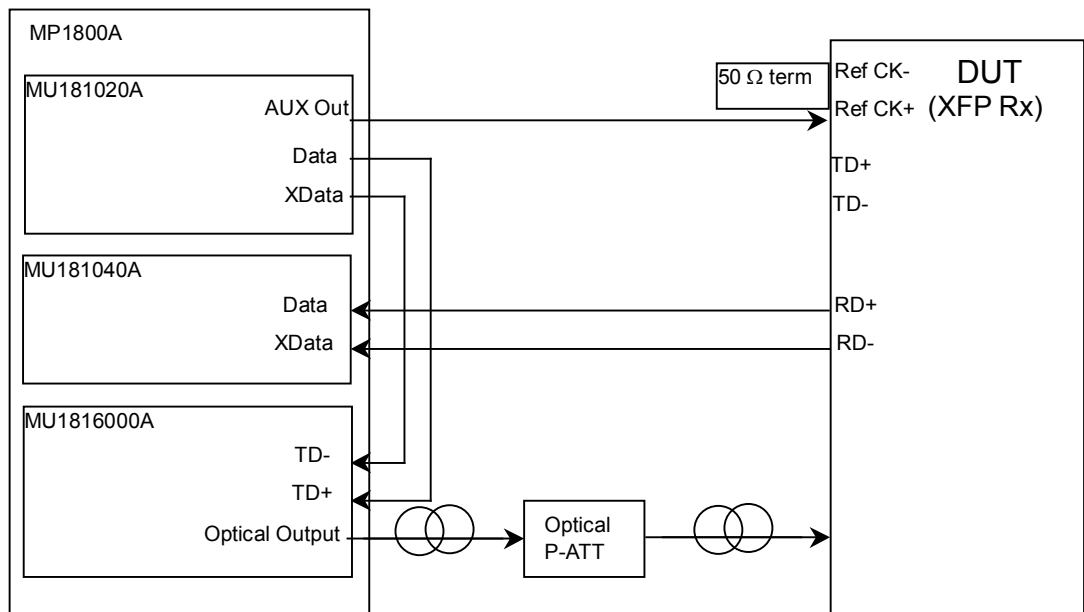 MP1800A
MU181020A
AUX Out
Data
XData
MU181040A
Data
XData
MU1816000A
TD-
TD+
Optical Output
Optical
P-ATT
50 Ω term
Ref CK-
Ref CK+
DUT
(XFP Rx)
TD+
TD-
RD+
RD-